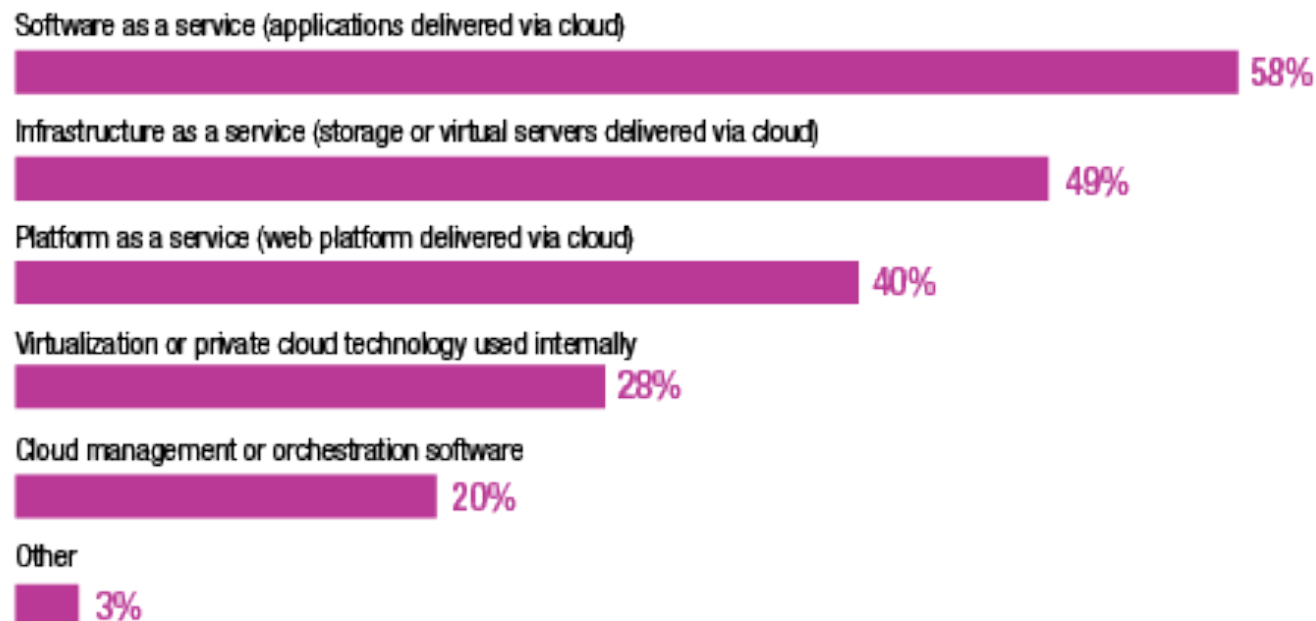 Software as a service (applications delivered via cloud)
58%
Infrastructure as a service (storage or virtual servers delivered via cloud)
49%
Platform as a service (web platform delivered via cloud)
40%
Virtualization or private cloud technology used internally
28%
Cloud management or orchestration software
20%
Other
3%